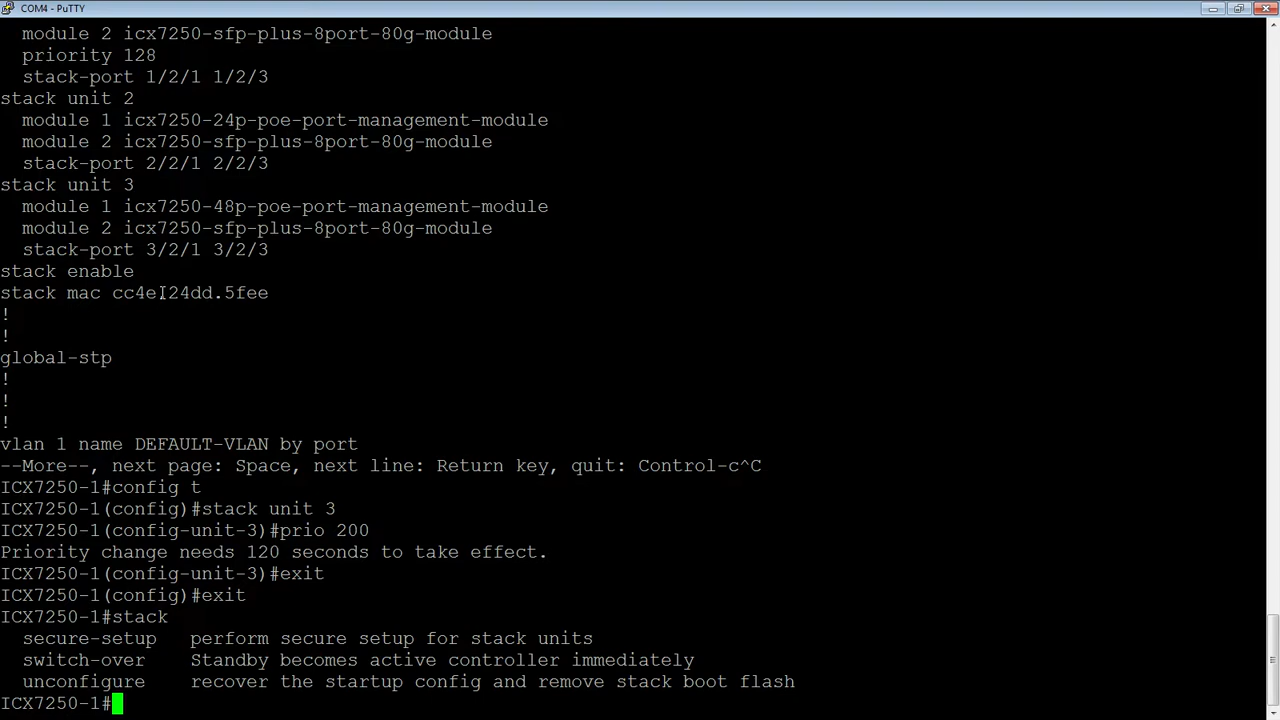 COM4 - PuTTY
module 2 icx7250-sfp-plus-8port-80g-module
priority 128
stack-port 1/2/1 1/2/3
stack unit 2
module 1 icx7250-24p-poe-port-management-module
module 2 icx7250-sfp-plus-8port-80g-module
stack-port 2/2/1 2/2/3
stack unit 3
module 1 icx7250-48p-poe-port-management-module
module 2 icx7250-sfp-plus-8port-80g-module
stack-port 3/2/1 3/2/3
stack enable
stack mac cc4e.24dd.5fee
!
!
global-stp
!
!
!
vlan 1 name DEFAULT-VLAN by port
--More--, next page: Space, next line: Return key, quit: Control-c^C
ICX7250-1#config t
ICX7250-1(config)#stack unit 3
ICX7250-1(config-unit-3)#prio 200
Priority change needs 120 seconds to take effect.
ICX7250-1(config-unit-3)#exit
ICX7250-1(config)#exit
ICX7250-1#stack
secure-setup perform secure setup for stack units
switch-over Standby becomes active controller immediately
unconfigure recover the startup config and remove stack boot flash
ICX7250-1#